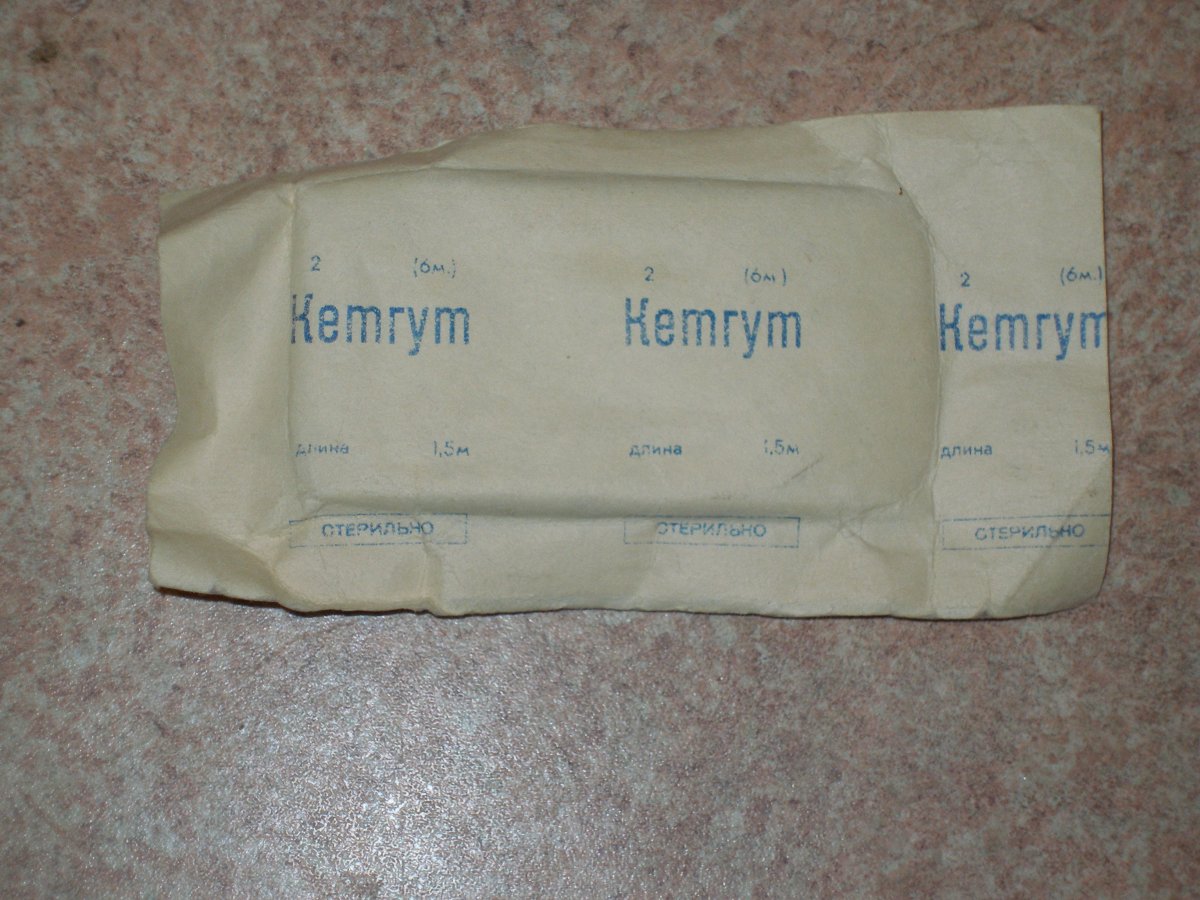 2 (6м.) 2 (6м.) 2 (6м.)
Кетгут Кетгут Кетгут
длина 1,5м длина 1,5м длина 1,5м
СТЕРИЛЬНО СТЕРИЛЬНО СТЕРИЛЬНО